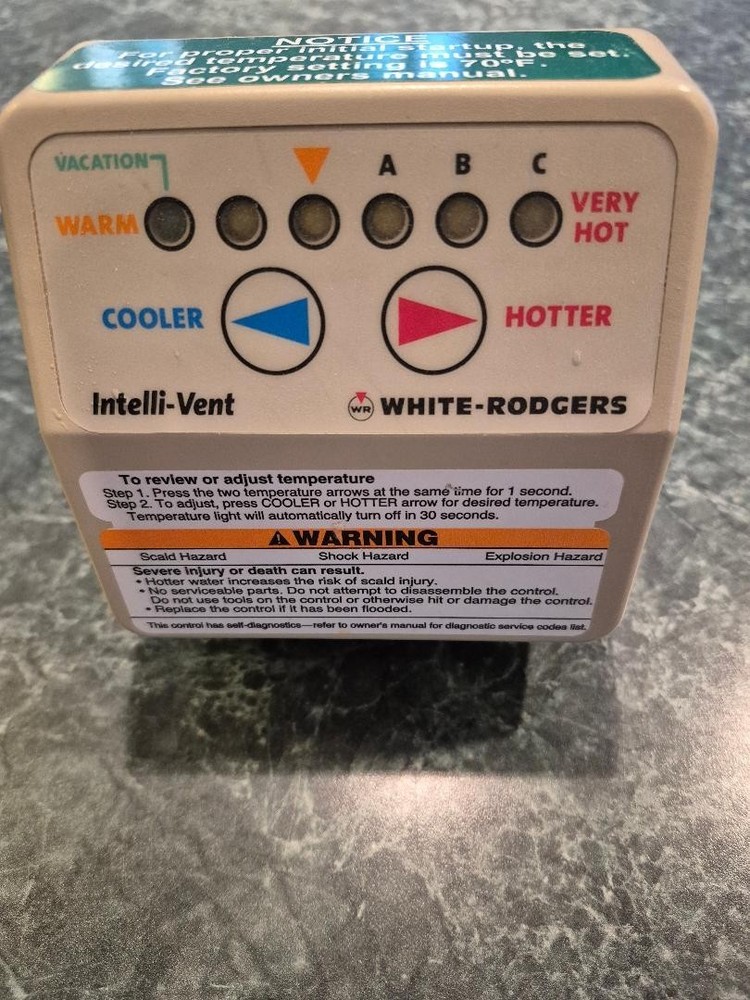 NOTICE
For proper initial startup, the
desired temperature must be set.
Factory setting is 70°F.
See owners manual.
VACATION
A B C
WARM
VERY
HOT
COOLER
HOTTER
Intelli-Vent
WR WHITE-RODGERS
To review or adjust temperature
Step 1. Press the two temperature arrows at the same time for 1 second.
Step 2. To adjust, press COOLER or HOTTER arrow for desired temperature.
Temperature light will automatically turn off in 30 seconds.
WARNING
Scald Hazard Shock Hazard Explosion Hazard
Severe injury or death can result.
• Hotter water increases the risk of scald injury.
• No serviceable parts. Do not attempt to disassemble the control.
Do not use tools on the control or otherwise hit or damage the control.
• Replace the control if it has been flooded.
This control has self-diagnostics—refer to owner's manual for diagnostic service codes list.